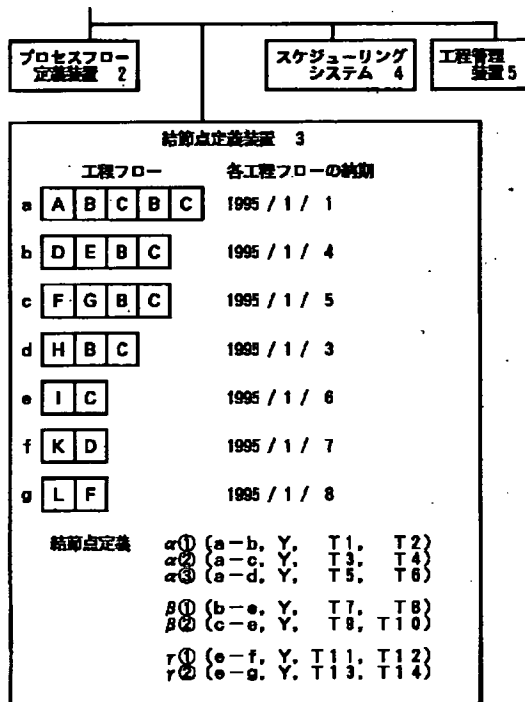 プロセスフロー
定義装置 2
スケジューリング
システム 4
工程管理
装置 5
結節点定義装置 3
工程フロー 各工程フローの納期
a A B C B C 1995 / 1 / 1
b D E B C 1995 / 1 / 4
c F G B C 1995 / 1 / 5
d H B C 1995 / 1 / 3
e I C 1995 / 1 / 6
f K D 1995 / 1 / 7
g L F 1995 / 1 / 8
結節点定義 α① (a－b, Y, T1, T2)
α② (a－c, Y, T3, T4)
α③ (a－d, Y, T5, T6)
β① (b－e, Y, T7, T8)
β② (c－e, Y, T9, T10)
γ① (e－f, Y, T11, T12)
γ② (e－g, Y, T13, T14)